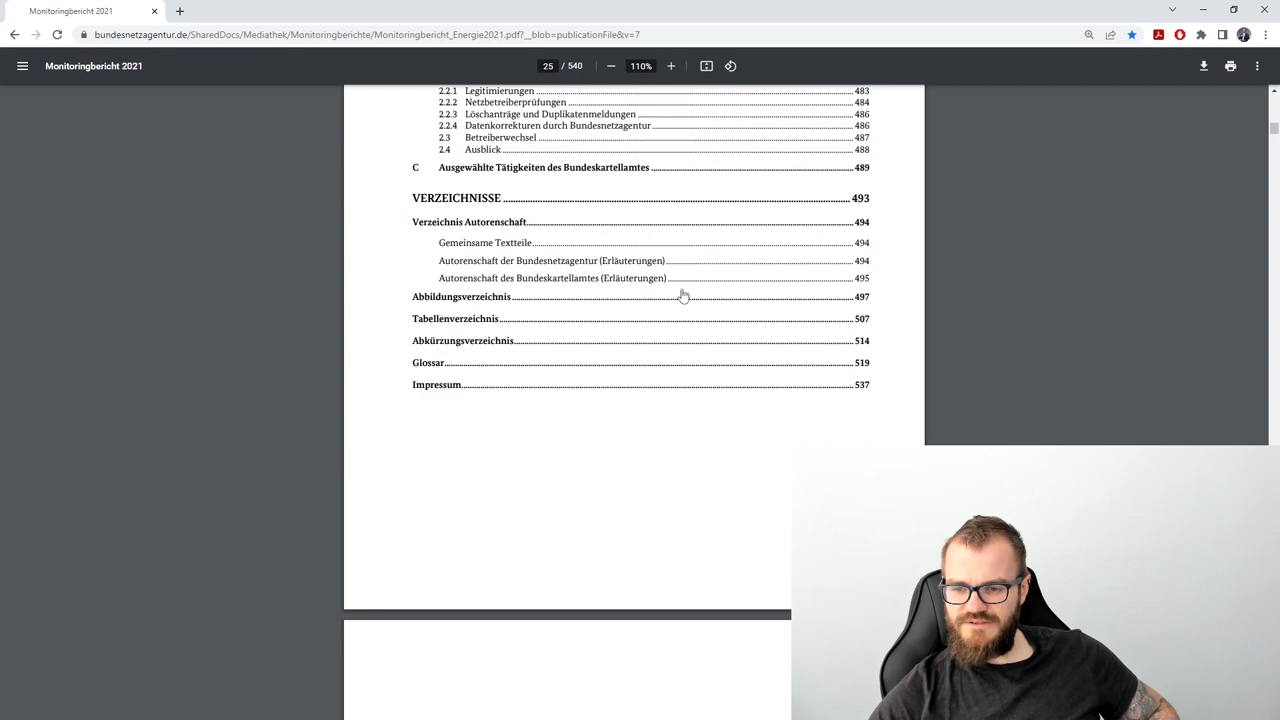 Monitoringbericht 2021
bundesnetzagentur.de/SharedDocs/Mediathek/Monitoringberichte/Monitoringbericht_Energie2021.pdf?__blob=publicationFile&v=7
Monitoringbericht 2021
25 / 540
110%
2.2.1 Legitimierungen 483
2.2.2 Netzbetreiberprüfungen 484
2.2.3 Löschanträge und Duplikatenmeldungen 486
2.2.4 Datenkorrekturen durch Bundesnetzagentur 486
2.3 Betreiberwechsel 487
2.4 Ausblick 488
C Ausgewählte Tätigkeiten des Bundeskartellamtes 489
VERZEICHNISSE 493
Verzeichnis Autorenschaft 494
Gemeinsame Textteile 494
Autorenschaft der Bundesnetzagentur (Erläuterungen) 494
Autorenschaft des Bundeskartellamtes (Erläuterungen) 495
Abbildungsverzeichnis 497
Tabellenverzeichnis 507
Abkürzungsverzeichnis 514
Glossar 519
Impressum 537